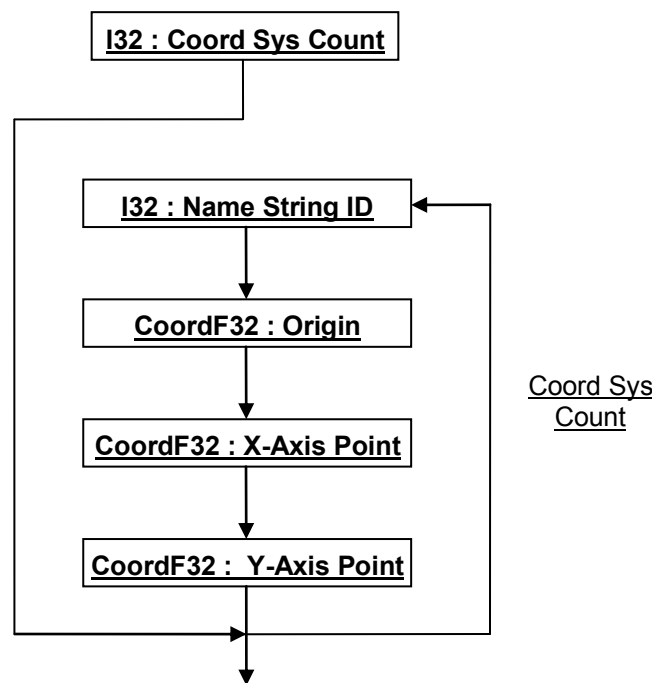 I32 : Coord Sys Count
I32 : Name String ID
CoordF32 : Origin
CoordF32 : X-Axis Point
CoordF32 :  Y-Axis Point
Coord Sys
Count